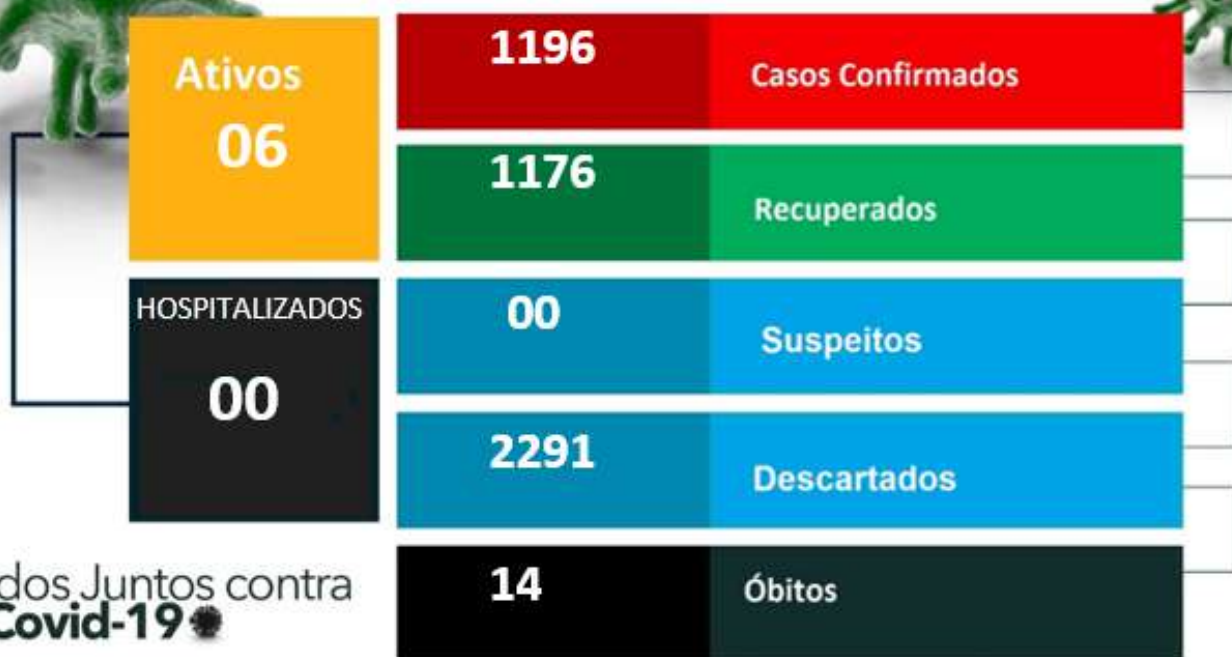 Ativos
06
HOSPITALIZADOS
00
1196 Casos Confirmados
1176 Recuperados
00 Suspeitos
2291 Descartados
14 Óbitos
dos Juntos contra
Covid-19